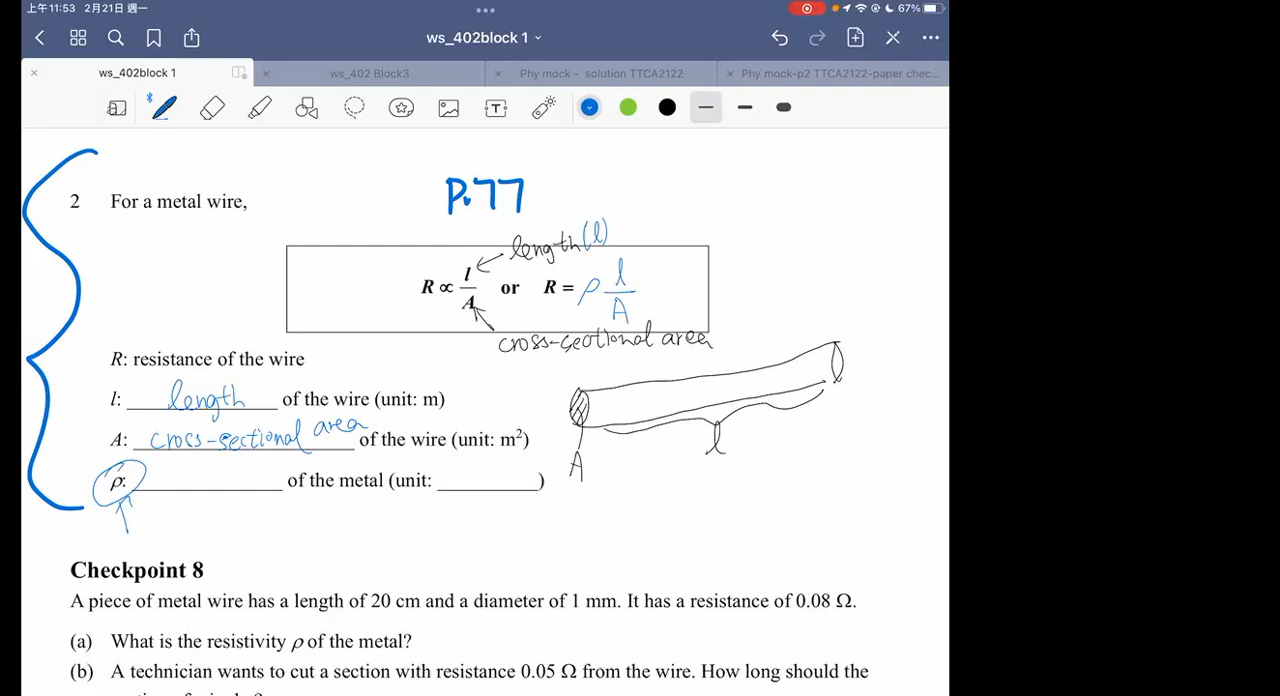 上午11:53 2月21日 週一
67%
ws_402block 1
ws_402block 1
ws_402 Block3
Phy mock - solution TTCA2122
Phy mock-p2 TTCA2122-paper chec...
T
P.77
2 For a metal wire,
length (l)
R ∝ l/A or R = ρ l/A
cross-sectional area
R: resistance of the wire
l: length of the wire (unit: m)
A: cross-sectional area of the wire (unit: m²)
l
A
ρ: ____________ of the metal (unit: ________)
Checkpoint 8
A piece of metal wire has a length of 20 cm and a diameter of 1 mm. It has a resistance of 0.08 Ω.
(a) What is the resistivity ρ of the metal?
(b) A technician wants to cut a section with resistance 0.05 Ω from the wire. How long should the